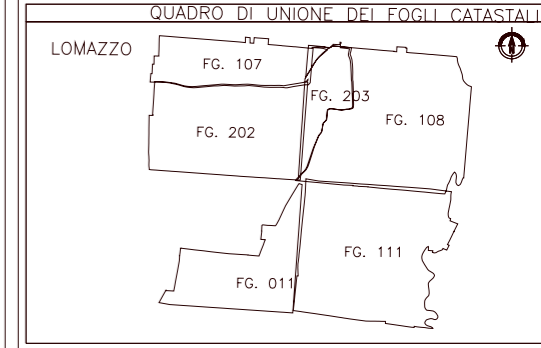 QUADRO DI UNIONE DEI FOGLI CATASTALI
LOMAZZO
FG. 107
FG. 203
FG. 108
FG. 202
FG. 111
FG. 011